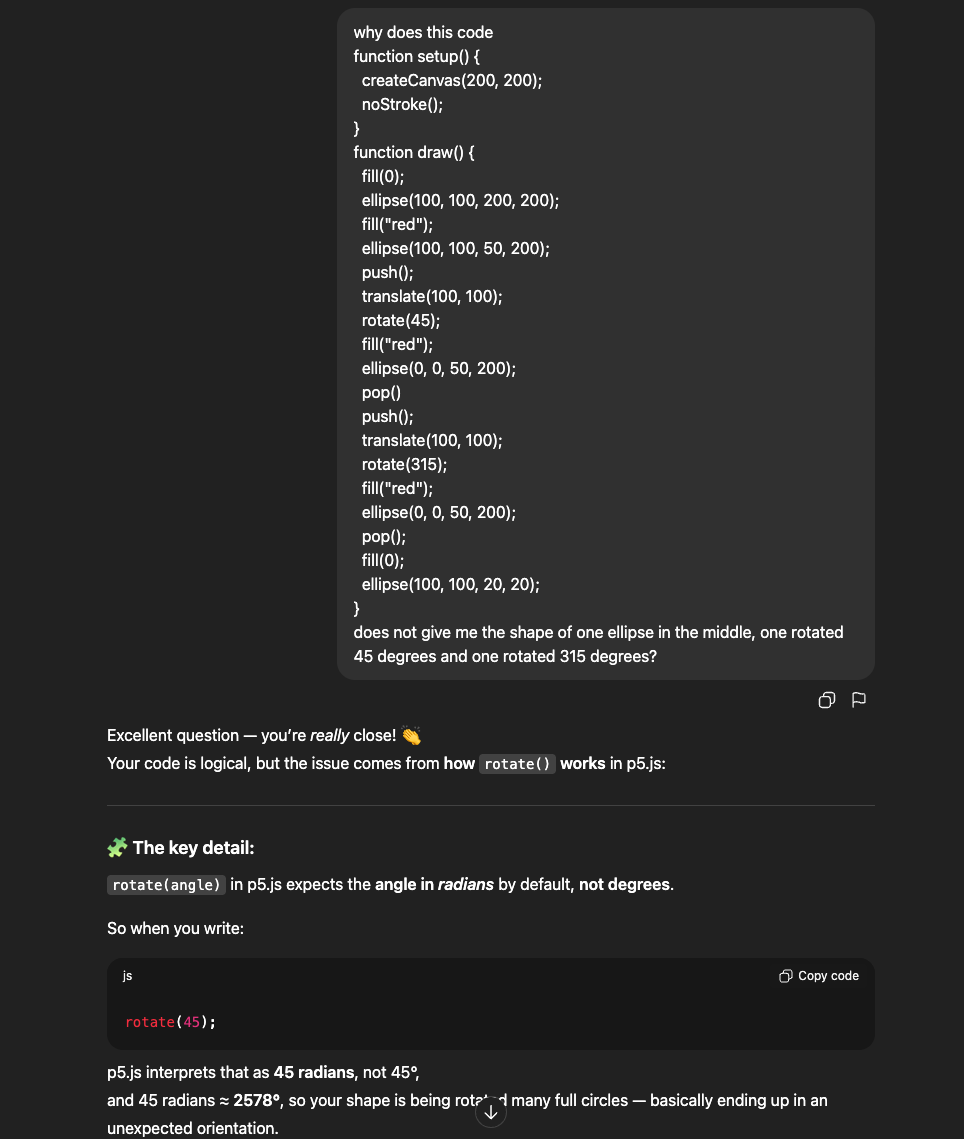 why does this code
function setup() {
  createCanvas(200, 200);
  noStroke();
}
function draw() {
  fill(0);
  ellipse(100, 100, 200, 200);
  fill("red");
  ellipse(100, 100, 50, 200);
  push();
  translate(100, 100);
  rotate(45);
  fill("red");
  ellipse(0, 0, 50, 200);
  pop()
  push();
  translate(100, 100);
  rotate(315);
  fill("red");
  ellipse(0, 0, 50, 200);
  pop();
  fill(0);
  ellipse(100, 100, 20, 20);
}
does not give me the shape of one ellipse in the middle, one rotated
45 degrees and one rotated 315 degrees?
Excellent question — you’re really close! 👏
Your code is logical, but the issue comes from how rotate() works in p5.js:
🧩 The key detail:
rotate(angle) in p5.js expects the angle in radians by default, not degrees.
So when you write:
js Copy code
rotate(45);
p5.js interprets that as 45 radians, not 45°,
and 45 radians ≈ 2578°, so your shape is being rotated many full circles — basically ending up in an
unexpected orientation.